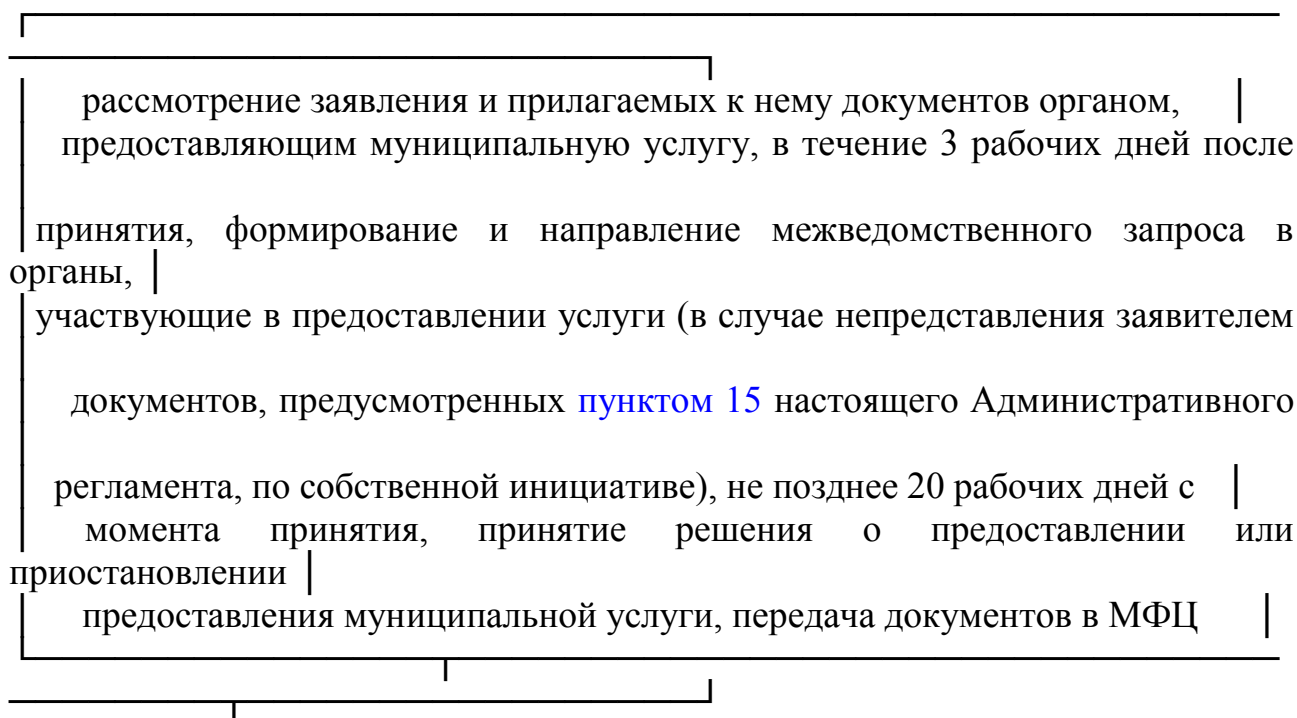 рассмотрение заявления и прилагаемых к нему документов органом,
предоставляющим муниципальную услугу, в течение 3 рабочих дней после
принятия, формирование и направление межведомственного запроса в
органы,
участвующие в предоставлении услуги (в случае непредставления заявителем
документов, предусмотренных пунктом 15 настоящего Административного
регламента, по собственной инициативе), не позднее 20 рабочих дней с
момента принятия, принятие решения о предоставлении или
приостановлении
предоставления муниципальной услуги, передача документов в МФЦ